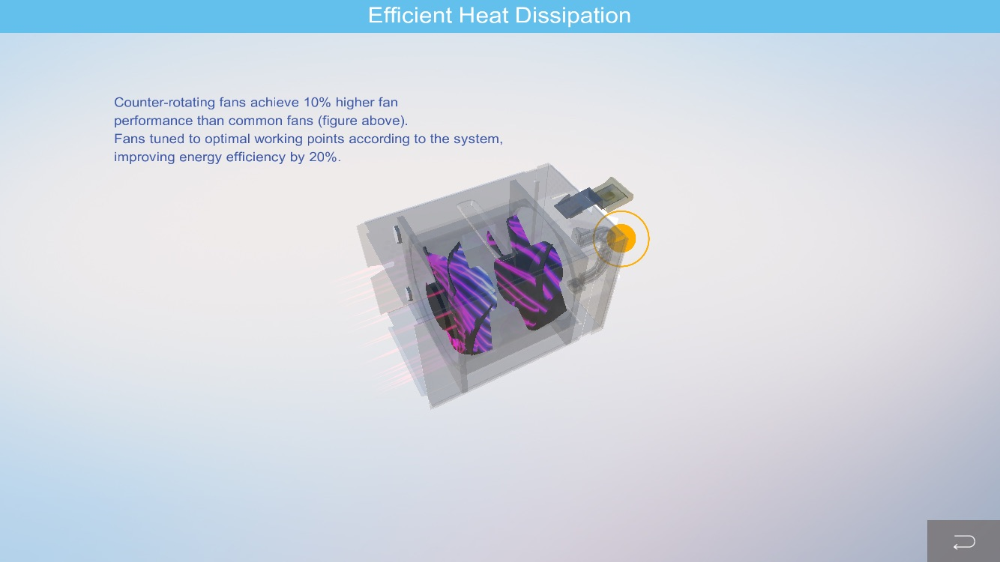 Efficient Heat Dissipation
Counter-rotating fans achieve 10% higher fan
performance than common fans (figure above).
Fans tuned to optimal working points according to the system,
improving energy efficiency by 20%.